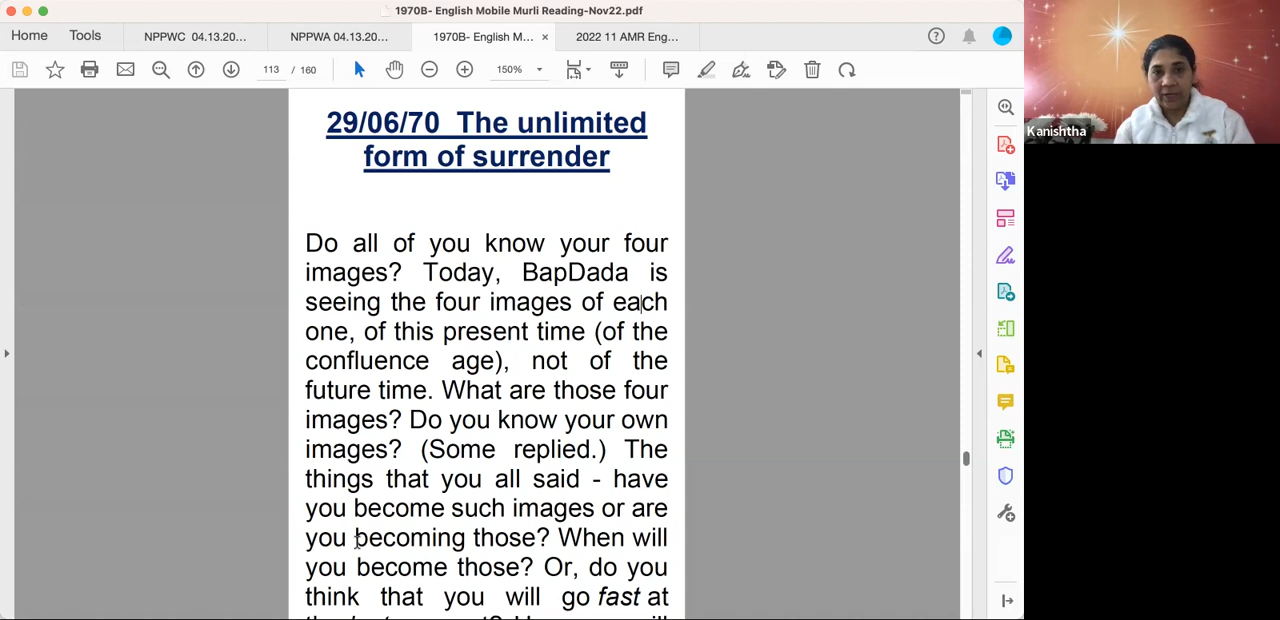 1970B- English Mobile Murli Reading-Nov22.pdf
Home Tools NPPWC 04.13.20... NPPWA 04.13.20... 1970B- English M... × 2022 11 AMR Eng...
113 / 160 150%
Kanishtha
29/06/70 The unlimited
form of surrender
Do all of you know your four
images? Today, BapDada is
seeing the four images of each
one, of this present time (of the
confluence age), not of the
future time. What are those four
images? Do you know your own
images? (Some replied.) The
things that you all said - have
you become such images or are
you becoming those? When will
you become those? Or, do you
think that you will go fast at